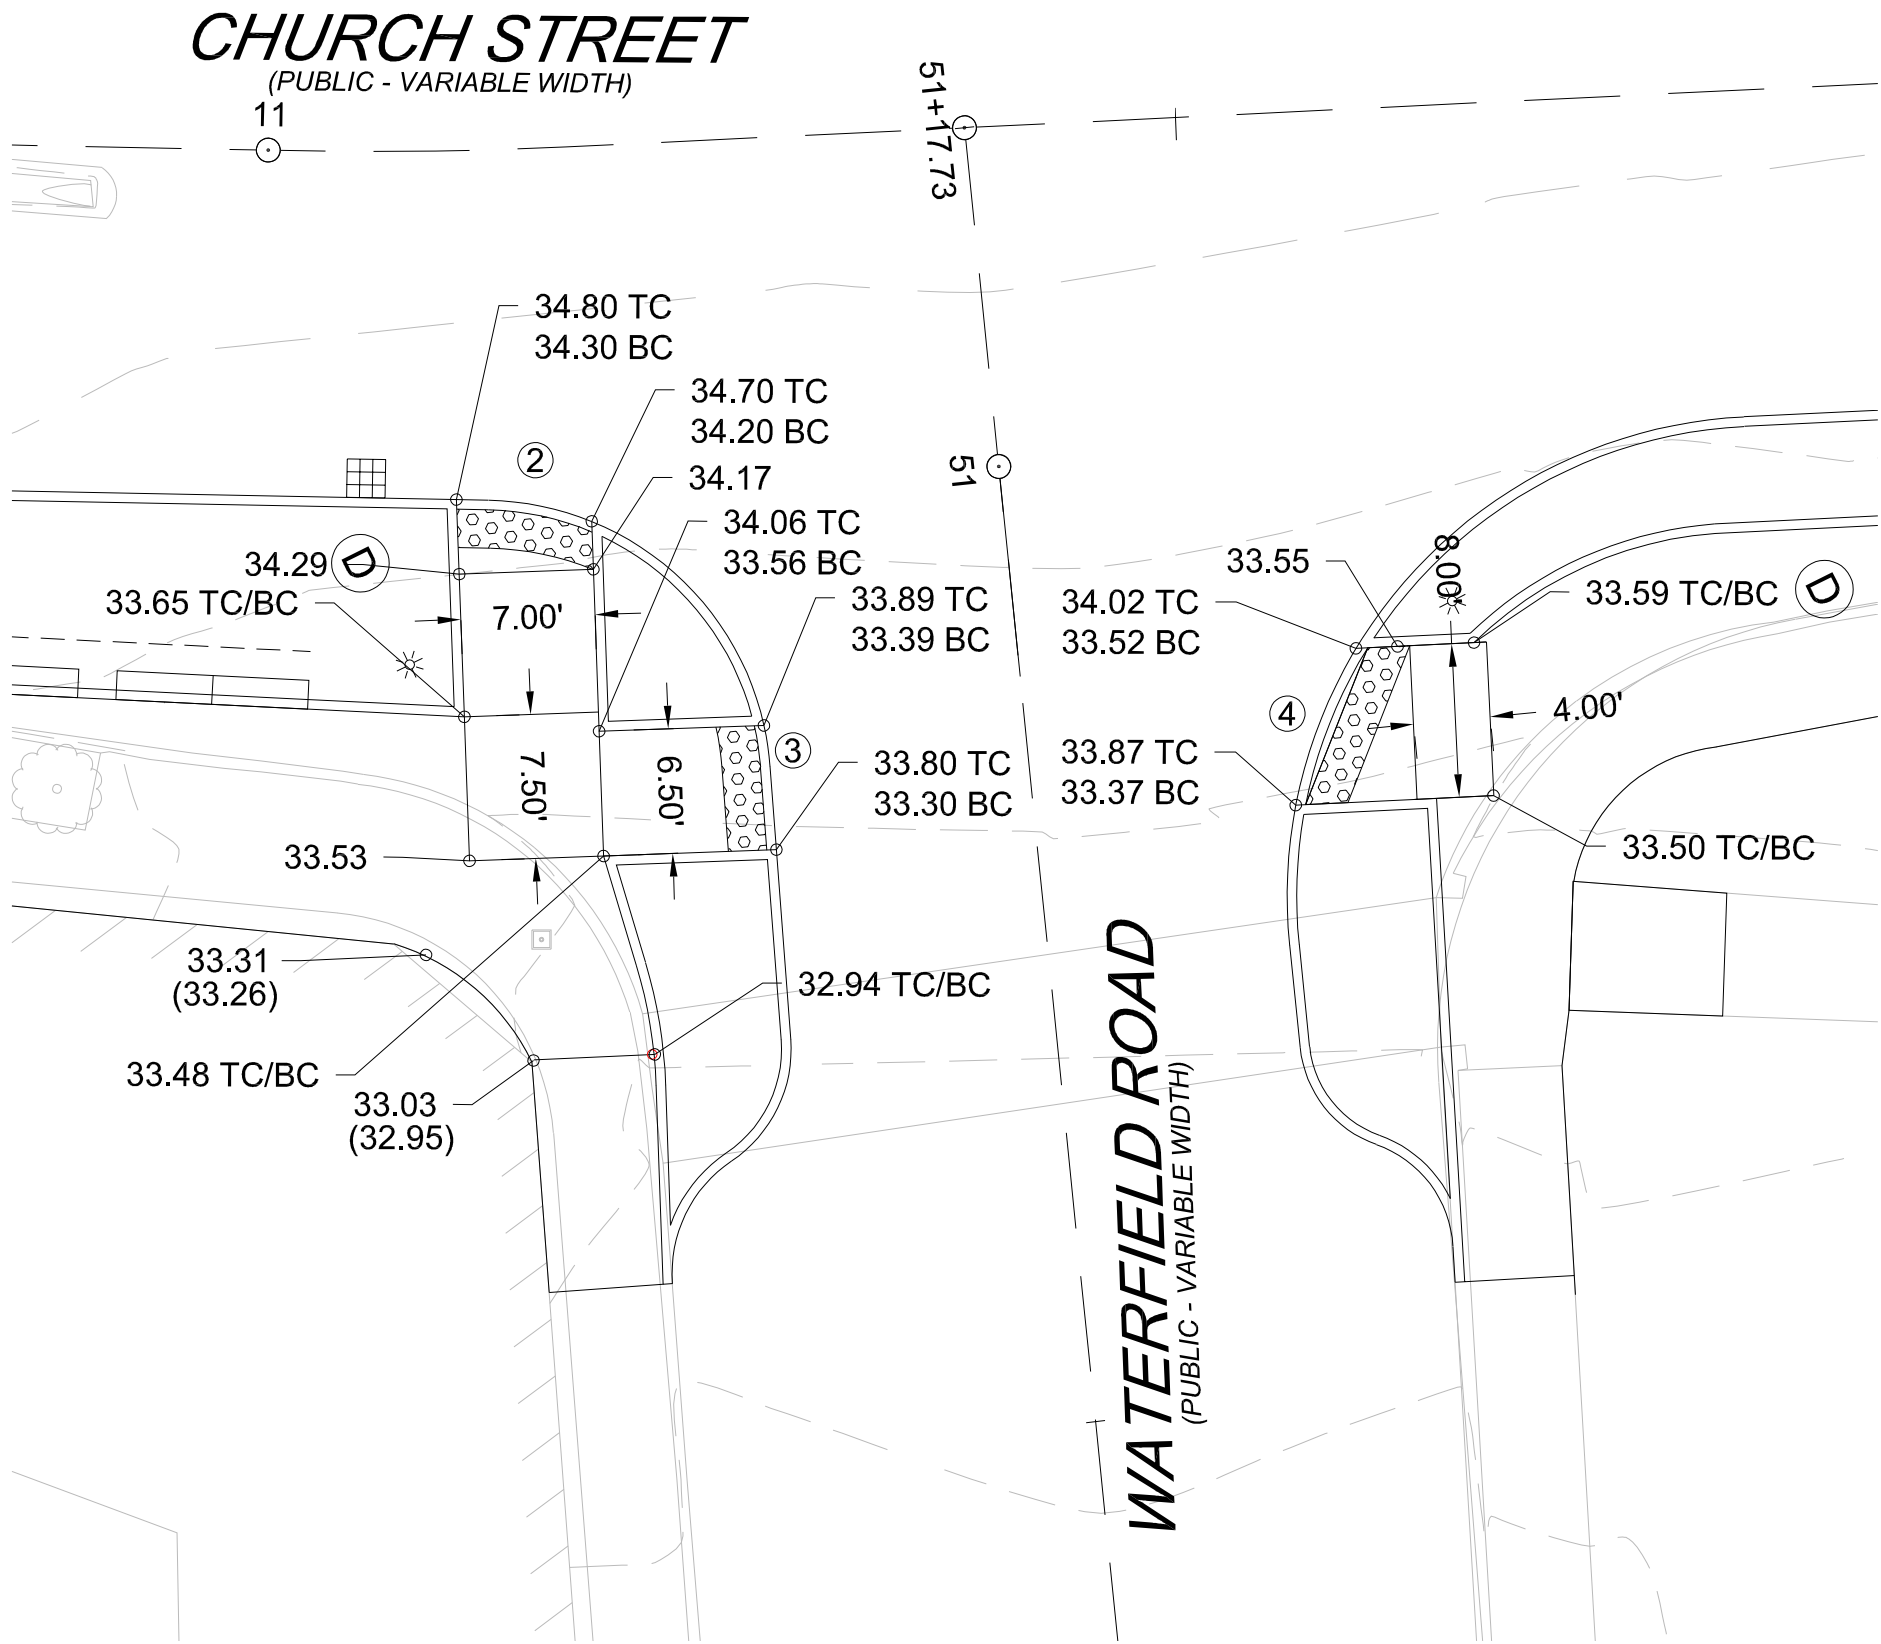 CHURCH STREET
(PUBLIC - VARIABLE WIDTH)
11
51+17.73
34.80 TC
34.30 BC
34.70 TC
34.20 BC
2
51
34.17
34.06 TC
33.56 BC
34.29
D
33.65 TC/BC
7.00'
33.89 TC
33.39 BC
33.55
8.00'
34.02 TC
33.52 BC
33.59 TC/BC
D
4
4.00'
3
7.50'
6.50'
33.80 TC
33.30 BC
33.87 TC
33.37 BC
33.53
33.50 TC/BC
33.31
(33.26)
32.94 TC/BC
33.48 TC/BC
33.03
(32.95)
WATERFIELD ROAD
(PUBLIC - VARIABLE WIDTH)